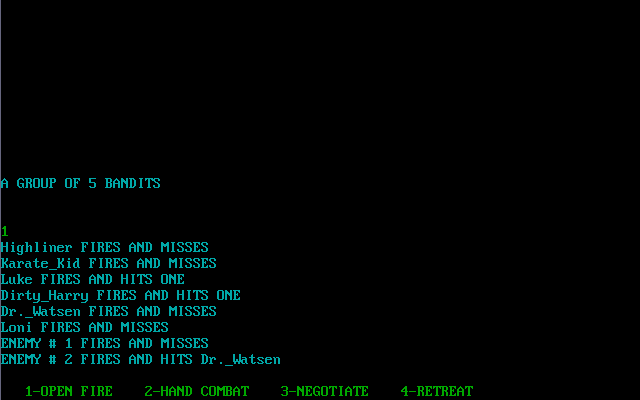 A GROUP OF 5 BANDITS
1
Highliner FIRES AND MISSES
Karate_Kid FIRES AND MISSES
Luke FIRES AND HITS ONE
Dirty_Harry FIRES AND HITS ONE
Dr._Watsen FIRES AND MISSES
Loni FIRES AND MISSES
ENEMY # 1 FIRES AND MISSES
ENEMY # 2 FIRES AND HITS Dr._Watsen
1-OPEN FIRE    2-HAND COMBAT    3-NEGOTIATE    4-RETREAT